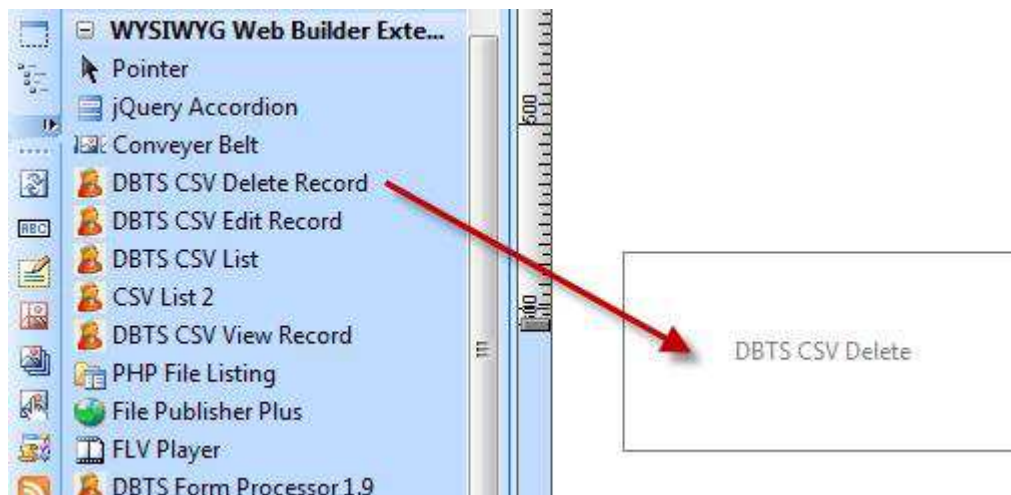 WYSIWYG Web Builder Exte...
Pointer
jQuery Accordion
Conveyer Belt
DBTS CSV Delete Record
DBTS CSV Edit Record
DBTS CSV List
CSV List 2
DBTS CSV View Record
PHP File Listing
File Publisher Plus
FLV Player
DBTS Form Processor 1.9
ABC
500
DBTS CSV Delete